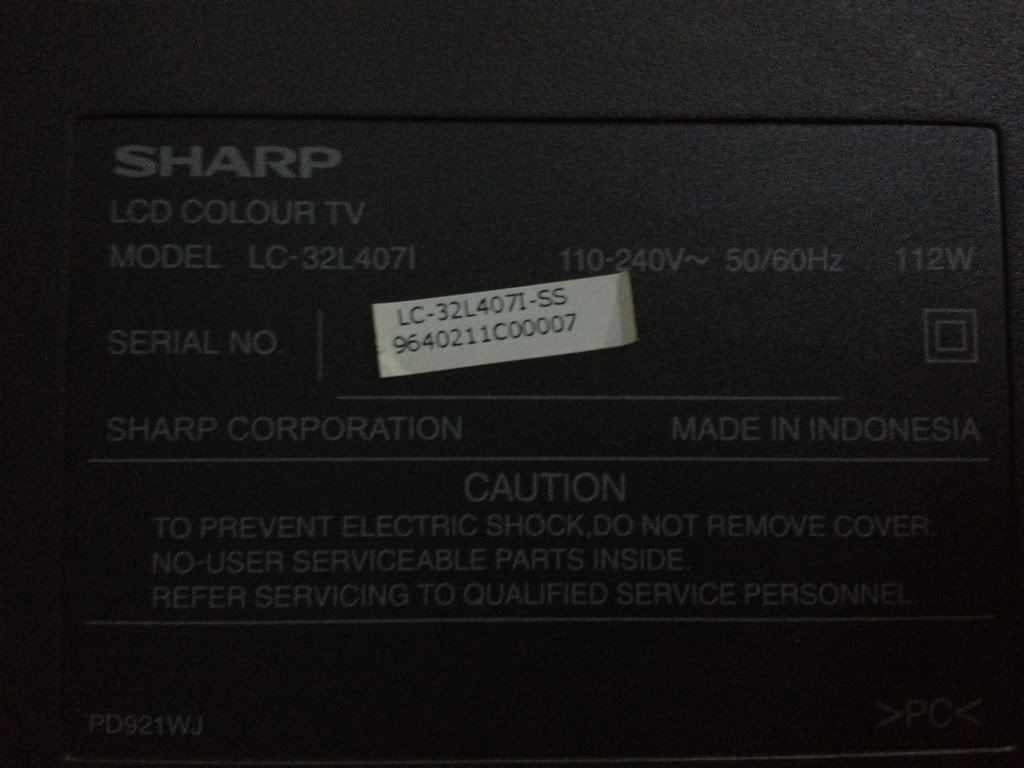 SHARP
LCD COLOUR TV
MODEL LC-32L407I 110-240V~ 50/60Hz 112W
LC-32L407I-SS
9640211C00007
SERIAL NO.
SHARP CORPORATION MADE IN INDONESIA
CAUTION
TO PREVENT ELECTRIC SHOCK,DO NOT REMOVE COVER.
NO-USER SERVICEABLE PARTS INSIDE.
REFER SERVICING TO QUALIFIED SERVICE PERSONNEL.
PD921WJ >PC<